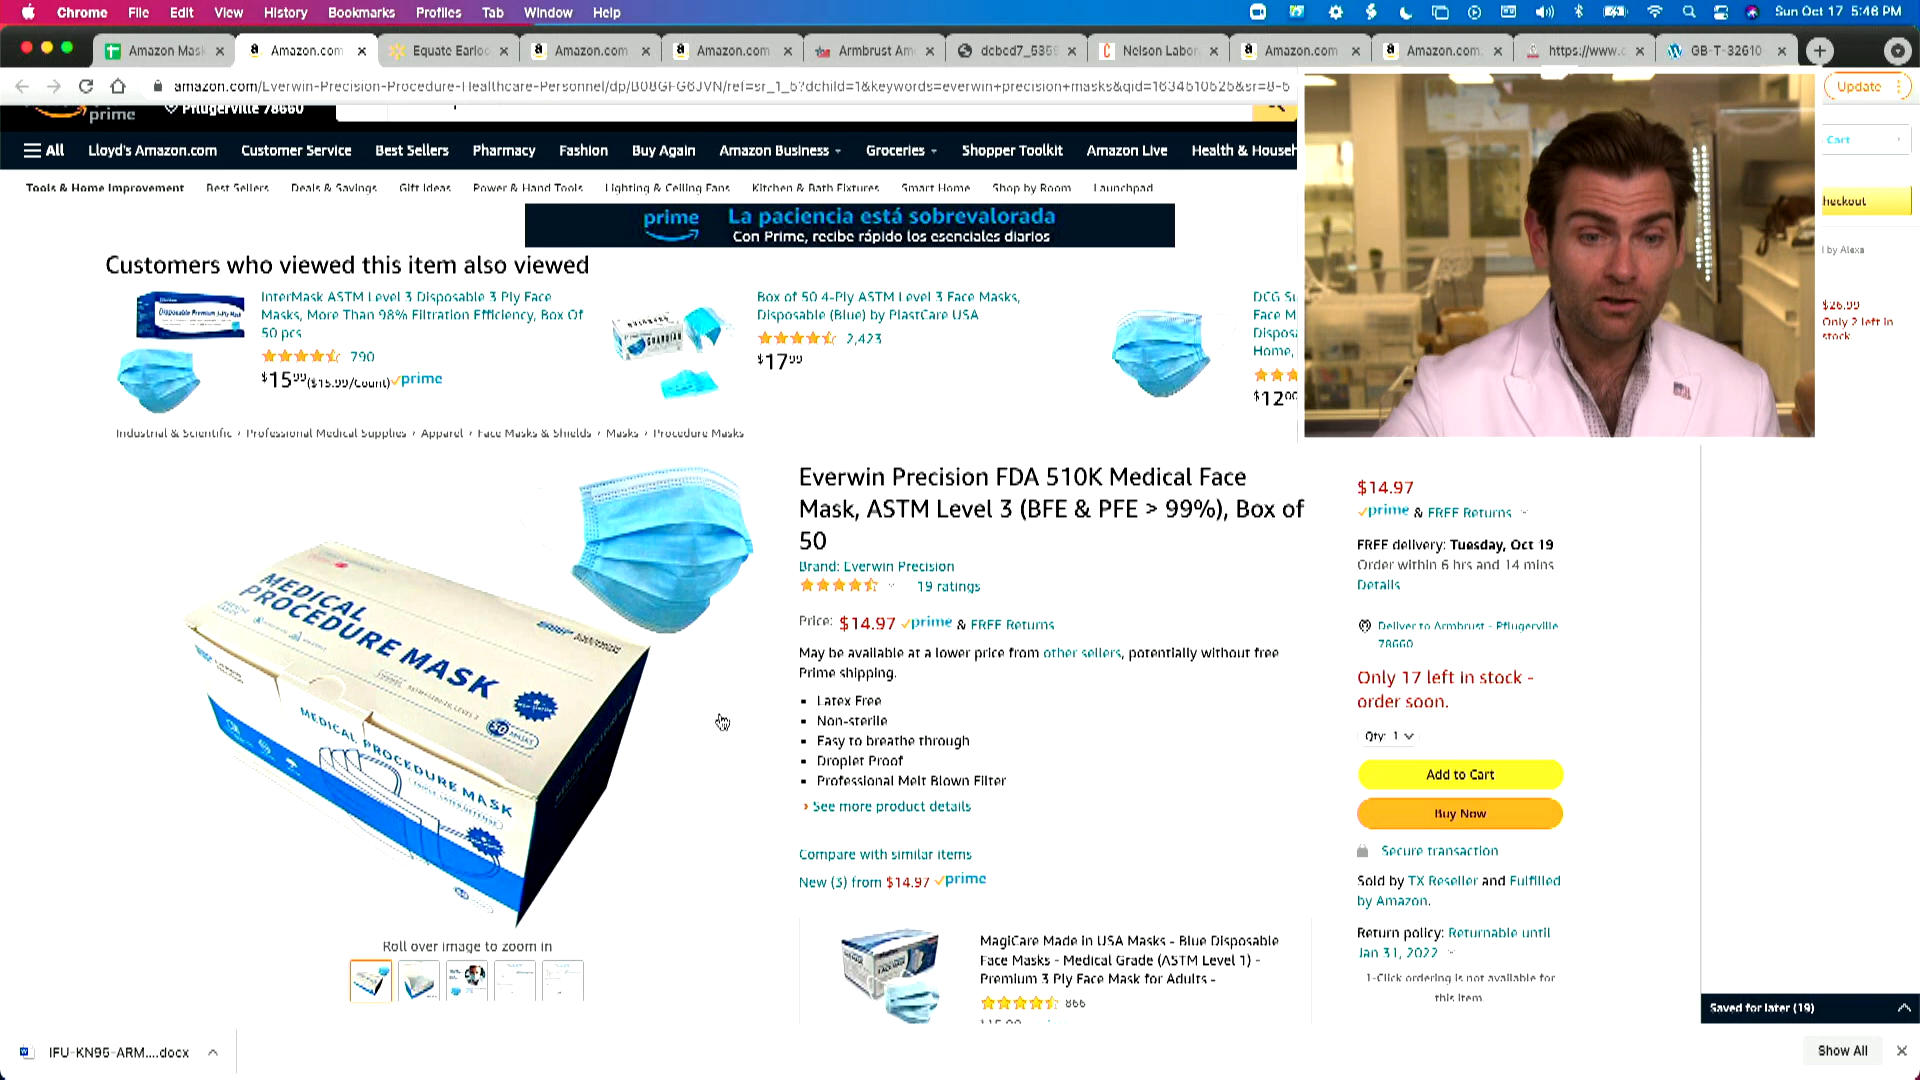 Chrome File Edit View History Bookmarks Profiles Tab Window Help Sun Oct 17 5:46 PM
Amazon Mask Amazon.com Equate Earloo Amazon.com Amazon.com Armbrust Am Nelson Labor Amazon.com Amazon.com https://www.c GB-T-32610
amazon.com/Everwin-Precision-Procedure-Healthcare-Personnel/dp/B08GFG6JVN/ref=sr_1_5?dchild=1&keywords=everwin+precision+masks&qid=1634510525&sr=8-5
Update
prime Pflugerville 78660
Cart
All Lloyd's Amazon.com Customer Service Best Sellers Pharmacy Fashion Buy Again Amazon Business Groceries Shopper Toolkit Amazon Live Health & Househ
Tools & Home Improvement Best Sellers Deals & Savings Gift Ideas Power & Hand Tools Lighting & Ceiling Fans Kitchen & Bath Fixtures Smart Home Shop by Room Launchpad
heckout
prime La paciencia está sobrevalorada
Con Prime, recibe rápido los esenciales diarios
l by Alexa
$26.99
Only 2 left in
stock.
Customers who viewed this item also viewed
InterMask ASTM Level 3 Disposable 3 Ply Face
Masks, More Than 98% Filtration Efficiency, Box Of
50 pcs
790
$15.99 ($15.99/Count) prime
Box of 50 4-Ply ASTM Level 3 Face Masks,
Disposable (Blue) by PlastCare USA
2,423
$17.99
DCG Su
Face M
Dispos
Home,
$12.00
Industrial & Scientific › Professional Medical Supplies › Apparel › Face Masks & Shields › Masks › Procedure Masks
MEDICAL
PROCEDURE MASK
50 MASKS
MEDICAL PROCEDURE MASK
Roll over image to zoom in
Everwin Precision FDA 510K Medical Face
Mask, ASTM Level 3 (BFE & PFE > 99%), Box of
50
Brand: Everwin Precision
19 ratings
Price: $14.97 prime & FREE Returns
May be available at a lower price from other sellers, potentially without free
Prime shipping.
Latex Free
Non-sterile
Easy to breathe through
Droplet Proof
Professional Melt Blown Filter
› See more product details
Compare with similar items
New (3) from $14.97 prime
MagiCare Made in USA Masks - Blue Disposable
Face Masks - Medical Grade (ASTM Level 1) -
Premium 3 Ply Face Mask for Adults -
866
$14.97
prime & FREE Returns
FREE delivery: Tuesday, Oct 19
Order within 6 hrs and 14 mins
Details
Deliver to Armbrust - Pflugerville
78660
Only 17 left in stock -
order soon.
Qty: 1
Add to Cart
Buy Now
Secure transaction
Sold by TX Reseller and Fulfilled
by Amazon.
Return policy: Returnable until
Jan 31, 2022
1-Click ordering is not available for
this item.
Saved for later (19)
IFU-KN95-ARM....docx
Show All